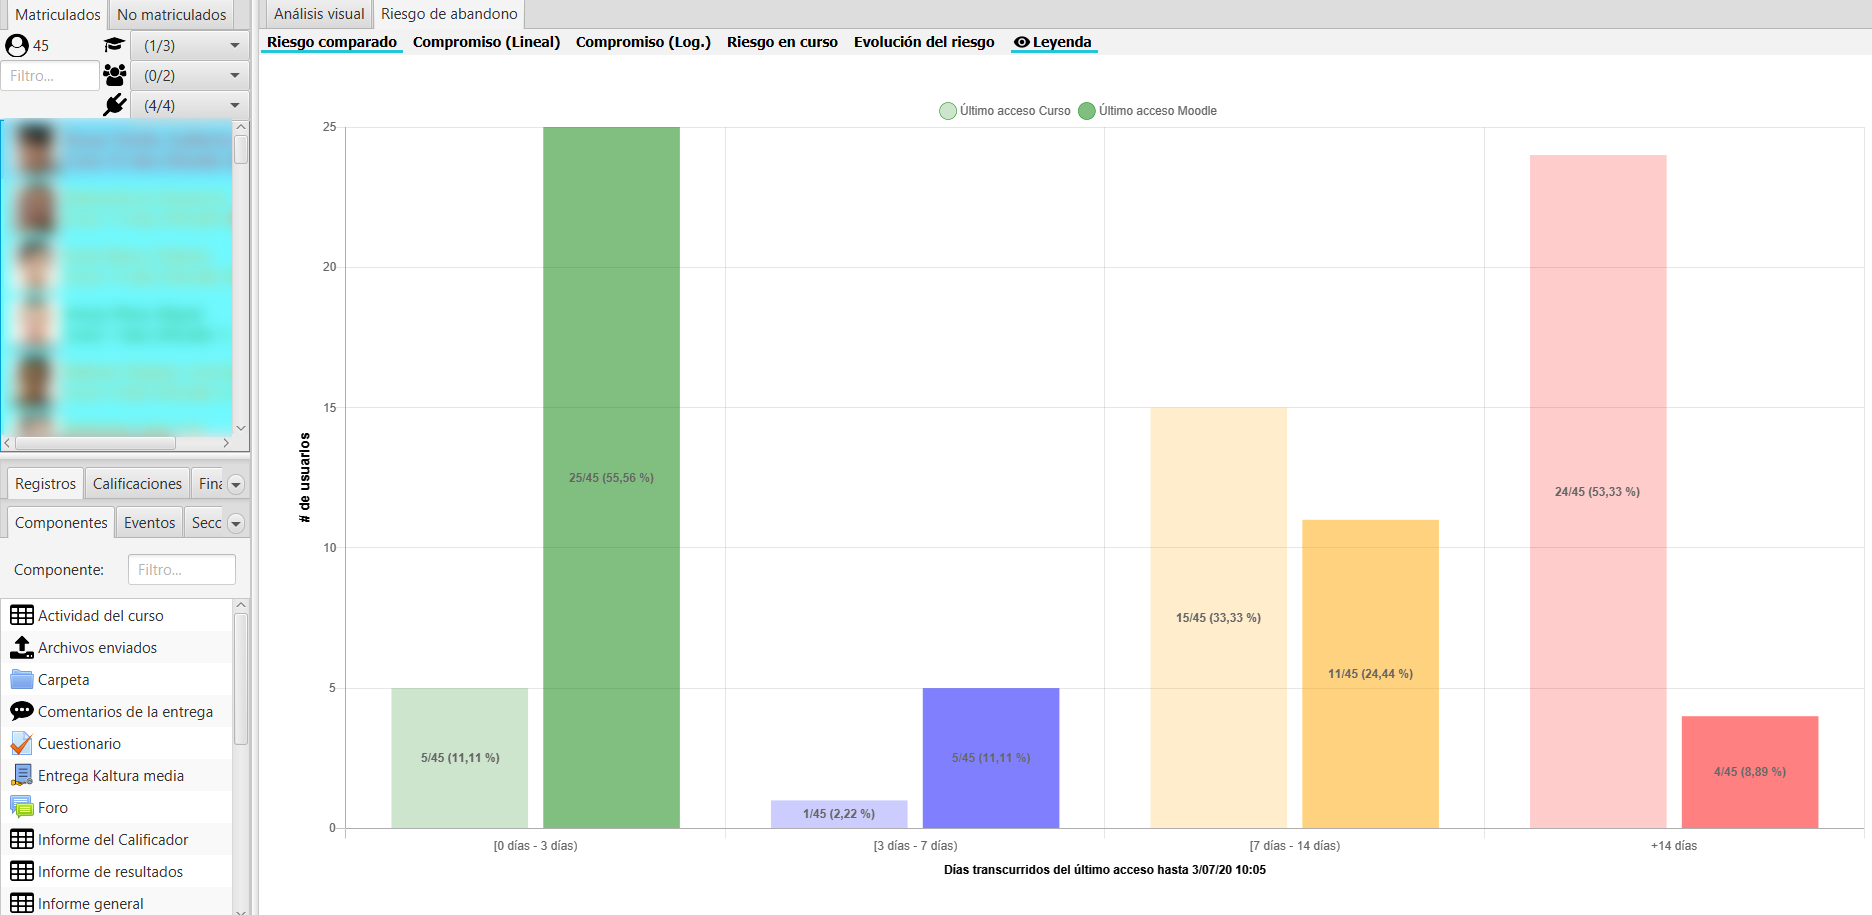 Matriculados No matriculados
45 (1/3)
Filtro... (0/2)
(4/4)
Registros Calificaciones Fina
Componentes Eventos Secc
Componente: Filtro...
Actividad del curso
Archivos enviados
Carpeta
Comentarios de la entrega
Cuestionario
Entrega Kaltura media
Foro
Informe del Calificador
Informe de resultados
Informe general
Análisis visual Riesgo de abandono
Riesgo comparado Compromiso (Lineal) Compromiso (Log.) Riesgo en curso Evolución del riesgo Leyenda
Último acceso Curso Último acceso Moodle
25
20
15
10
5
0
# de usuarios
5/45 (11,11 %)
25/45 (55,56 %)
1/45 (2,22 %)
5/45 (11,11 %)
15/45 (33,33 %)
11/45 (24,44 %)
24/45 (53,33 %)
4/45 (8,89 %)
[0 días - 3 días) [3 días - 7 días) [7 días - 14 días) +14 días
Días transcurridos del último acceso hasta 3/07/20 10:05